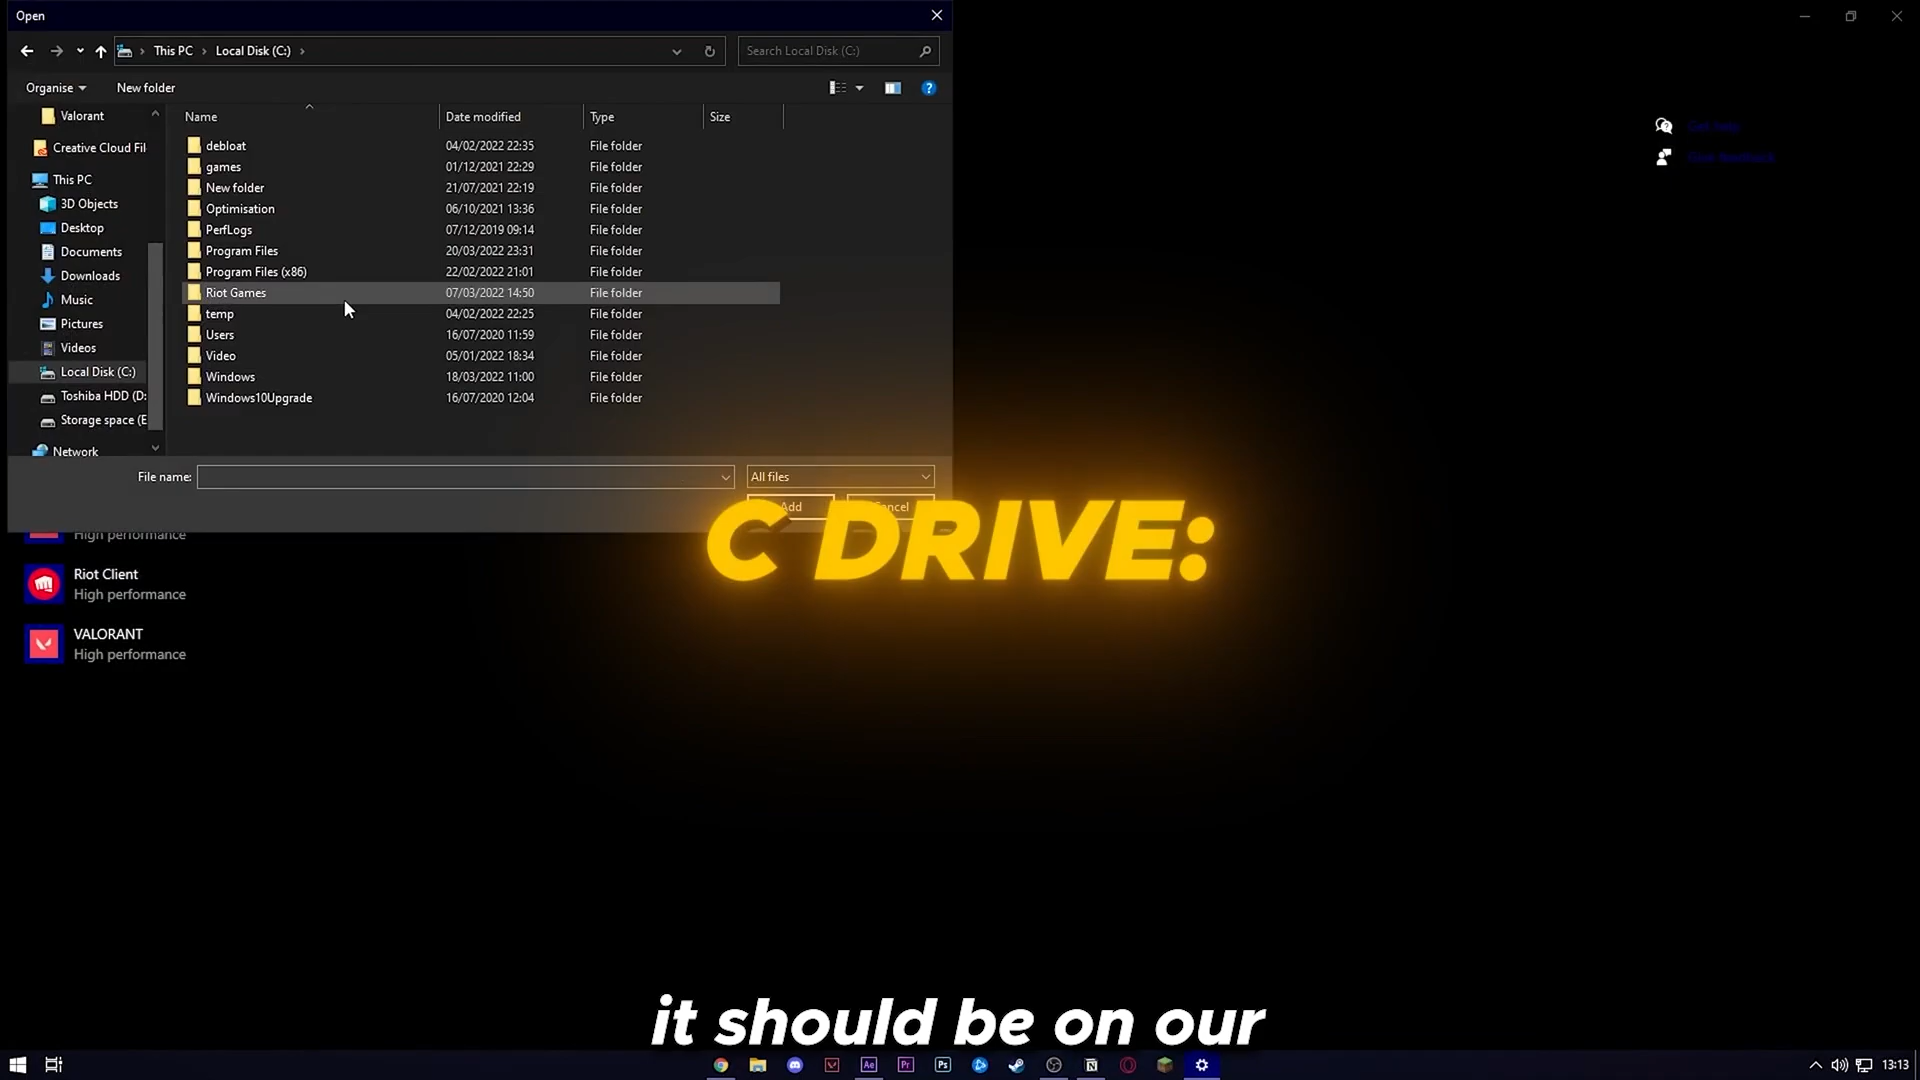 Open
This PC › Local Disk (C:) ›
Search Local Disk (C:)
Organise
New folder
Name Date modified Type Size
Valorant
Creative Cloud Fil
This PC
3D Objects
Desktop
Documents
Downloads
Music
Pictures
Videos
Local Disk (C:)
Toshiba HDD (D:
Storage space (E
Network
debloat 04/02/2022 22:35 File folder
games 01/12/2021 22:29 File folder
New folder 21/07/2021 22:19 File folder
Optimisation 06/10/2021 13:36 File folder
PerfLogs 07/12/2019 09:14 File folder
Program Files 20/03/2022 23:31 File folder
Program Files (x86) 22/02/2022 21:01 File folder
Riot Games 07/03/2022 14:50 File folder
temp 04/02/2022 22:25 File folder
Users 16/07/2020 11:59 File folder
Video 05/01/2022 18:34 File folder
Windows 18/03/2022 11:00 File folder
Windows10Upgrade 16/07/2020 12:04 File folder
File name:
All files
Add
Cancel
Get help
Give feedback
C DRIVE:
High performance
Riot Client
High performance
VALORANT
High performance
it should be on our
Ae
Pr
Ps
13:13